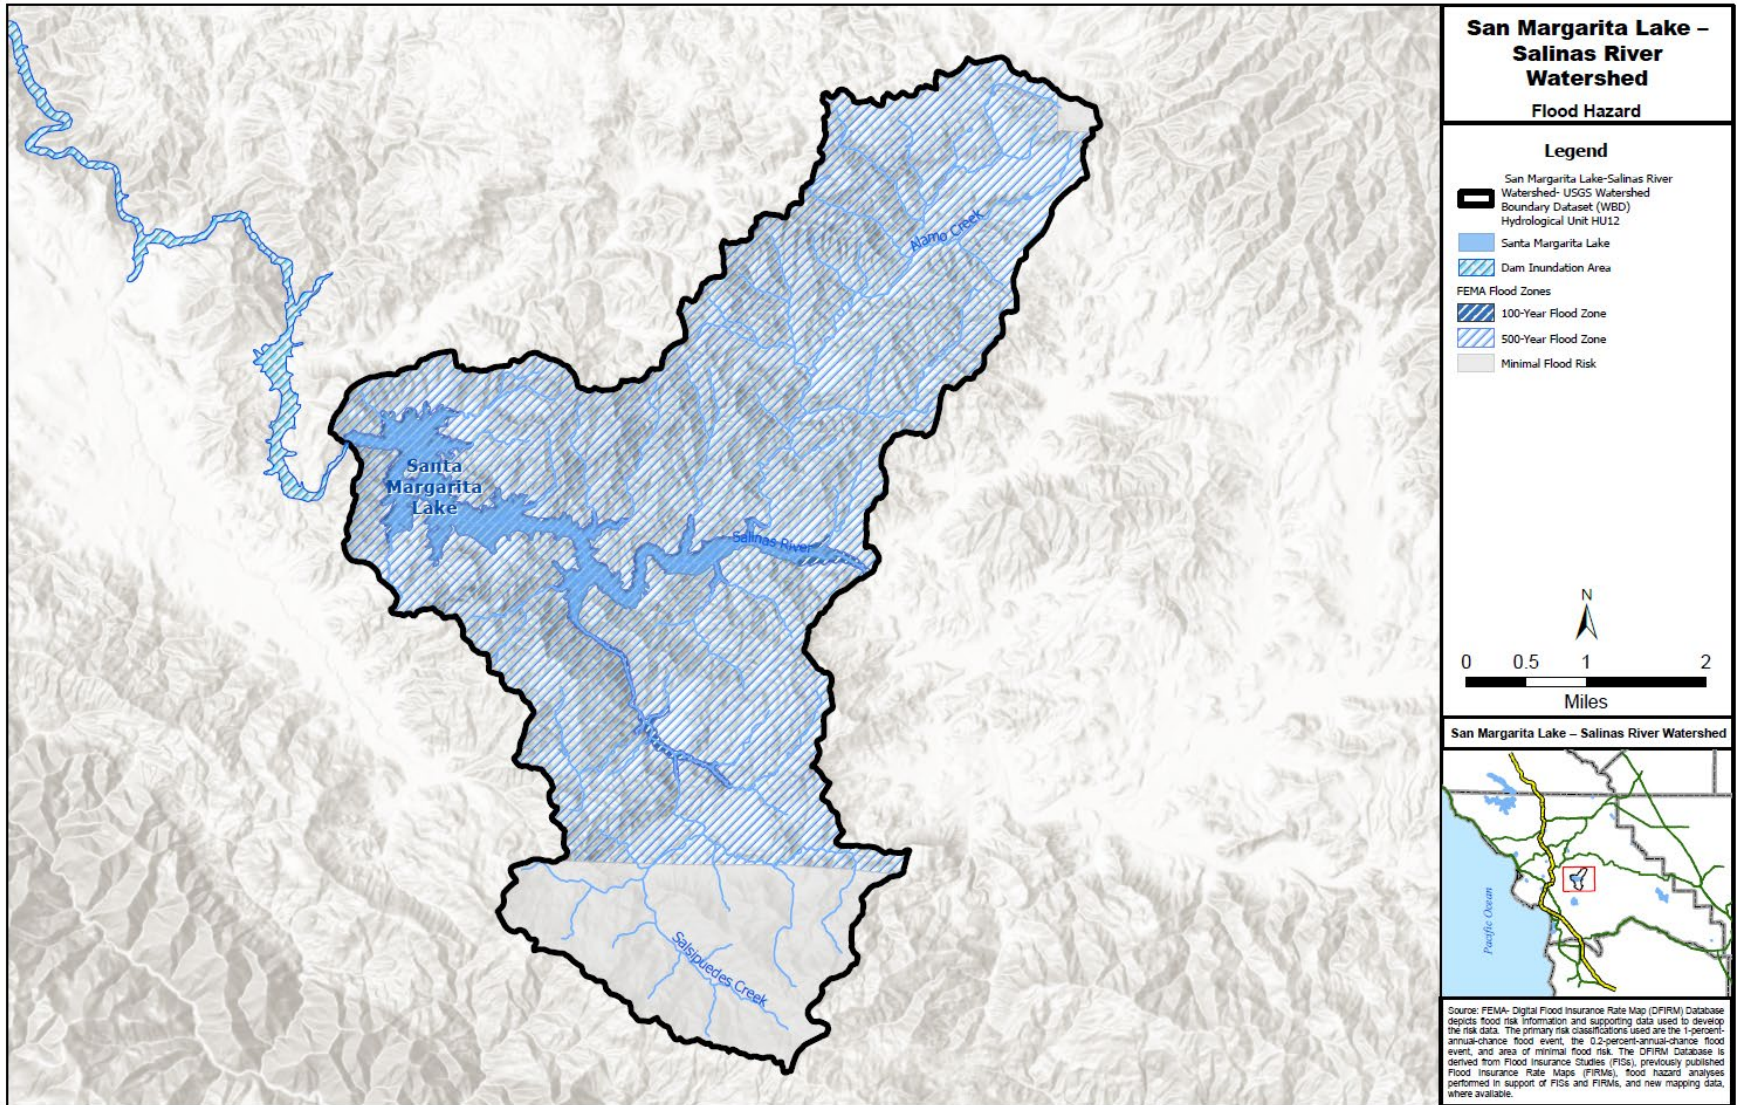 San Margarita Lake –
Salinas River
Watershed
Flood Hazard
Legend
San Margarita Lake-Salinas River
Watershed- USGS Watershed
Boundary Dataset (WBD)
Hydrological Unit HU12
Santa Margarita Lake
Dam Inundation Area
FEMA Flood Zones
100-Year Flood Zone
500-Year Flood Zone
Minimal Flood Risk
N
0 0.5 1 2
Miles
San Margarita Lake – Salinas River Watershed
Pacific Ocean
Source: FEMA- Digital Flood Insurance Rate Map (DFIRM) Database
depicts flood risk information and supporting data used to develop
the risk data. The primary risk classifications used are the 1-percent-
annual-chance flood event, the 0.2-percent-annual-chance flood
event, and area of minimal flood risk. The DFIRM Database is
derived from Flood Insurance Studies (FISs), previously published
Flood Insurance Rate Maps (FIRMs), flood hazard analyses
performed in support of FISs and FIRMs, and new mapping data,
where available.
Alamo Creek
Santa
Margarita
Lake
Salinas River
Salsipuedes Creek